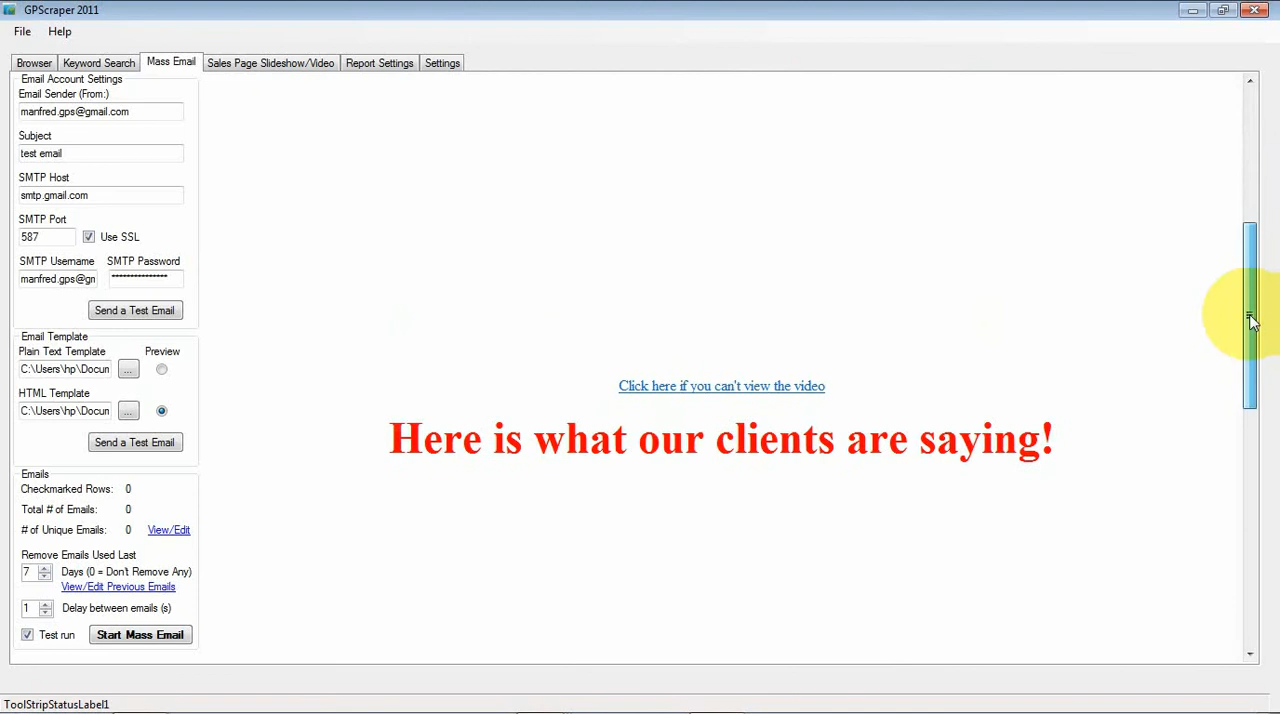 GPScraper 2011
File Help
Browser Keyword Search Mass Email Sales Page Slideshow/Video Report Settings Settings
Email Account Settings
Email Sender (From:)
manfred.gps@gmail.com
Subject
test email
SMTP Host
smtp.gmail.com
SMTP Port
587 Use SSL
SMTP Username SMTP Password
manfred.gps@gn ***************
Send a Test Email
Email Template
Plain Text Template Preview
C:\Users\hp\Docun ...
HTML Template
C:\Users\hp\Docun ...
Send a Test Email
Emails
Checkmarked Rows: 0
Total # of Emails: 0
# of Unique Emails: 0 View/Edit
Remove Emails Used Last
7 Days (0 = Don't Remove Any)
View/Edit Previous Emails
1 Delay between emails (s)
Test run Start Mass Email
Click here if you can't view the video
Here is what our clients are saying!
ToolStripStatusLabel1